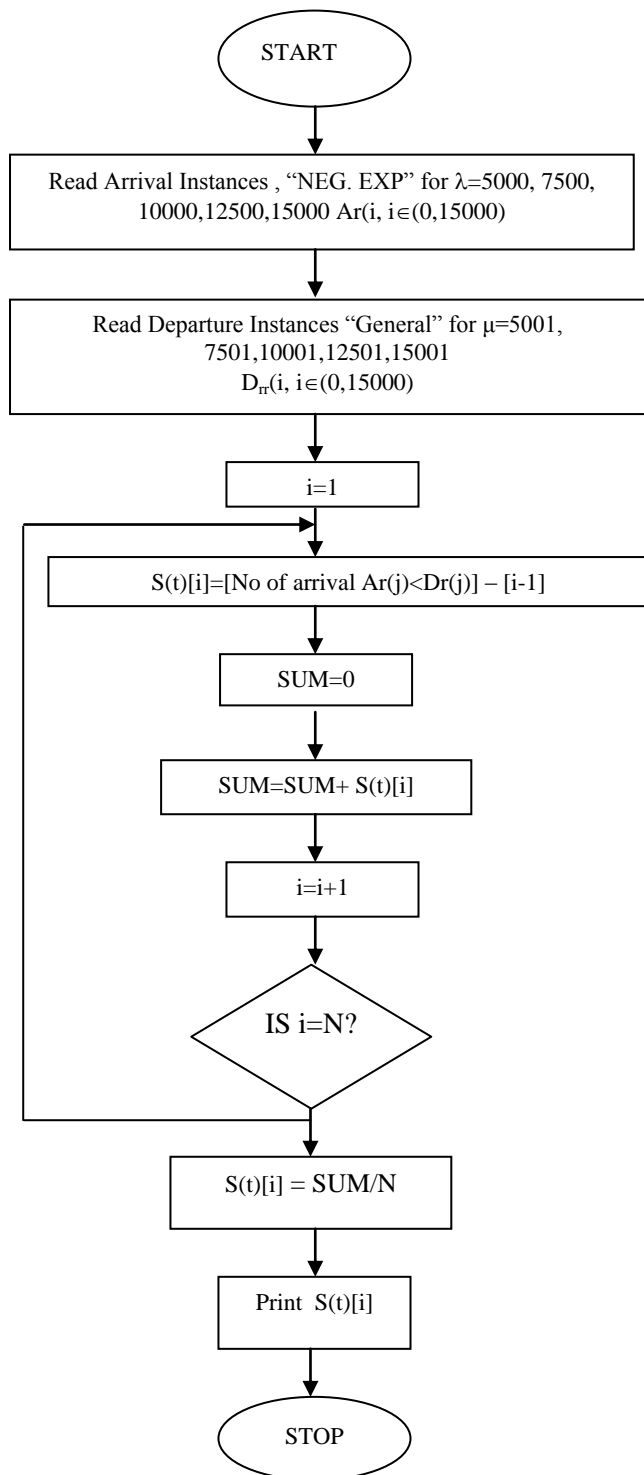 START
Read Arrival Instances , “NEG. EXP” for λ=5000, 7500,
10000,12500,15000 Ar(i, i∈(0,15000)
Read Departure Instances “General” for μ=5001,
7501,10001,12501,15001
Drr(i, i∈(0,15000)
i=1
S(t)[i]=[No of arrival Ar(j)<Dr(j)] – [i-1]
SUM=0
SUM=SUM+ S(t)[i]
i=i+1
IS i=N?
S(t)[i] = SUM/N
Print S(t)[i]
STOP